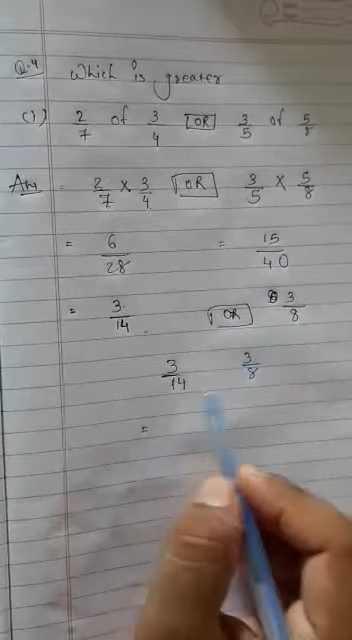 Q.4 Which is greater
(1) 2/7 of 3/4 OR 3/5 of 5/8
Ans = 2/7 × 3/4 OR 3/5 × 5/8
= 6/28 = 15/40
= 3/14 OR 3/8
3/14 3/8
=